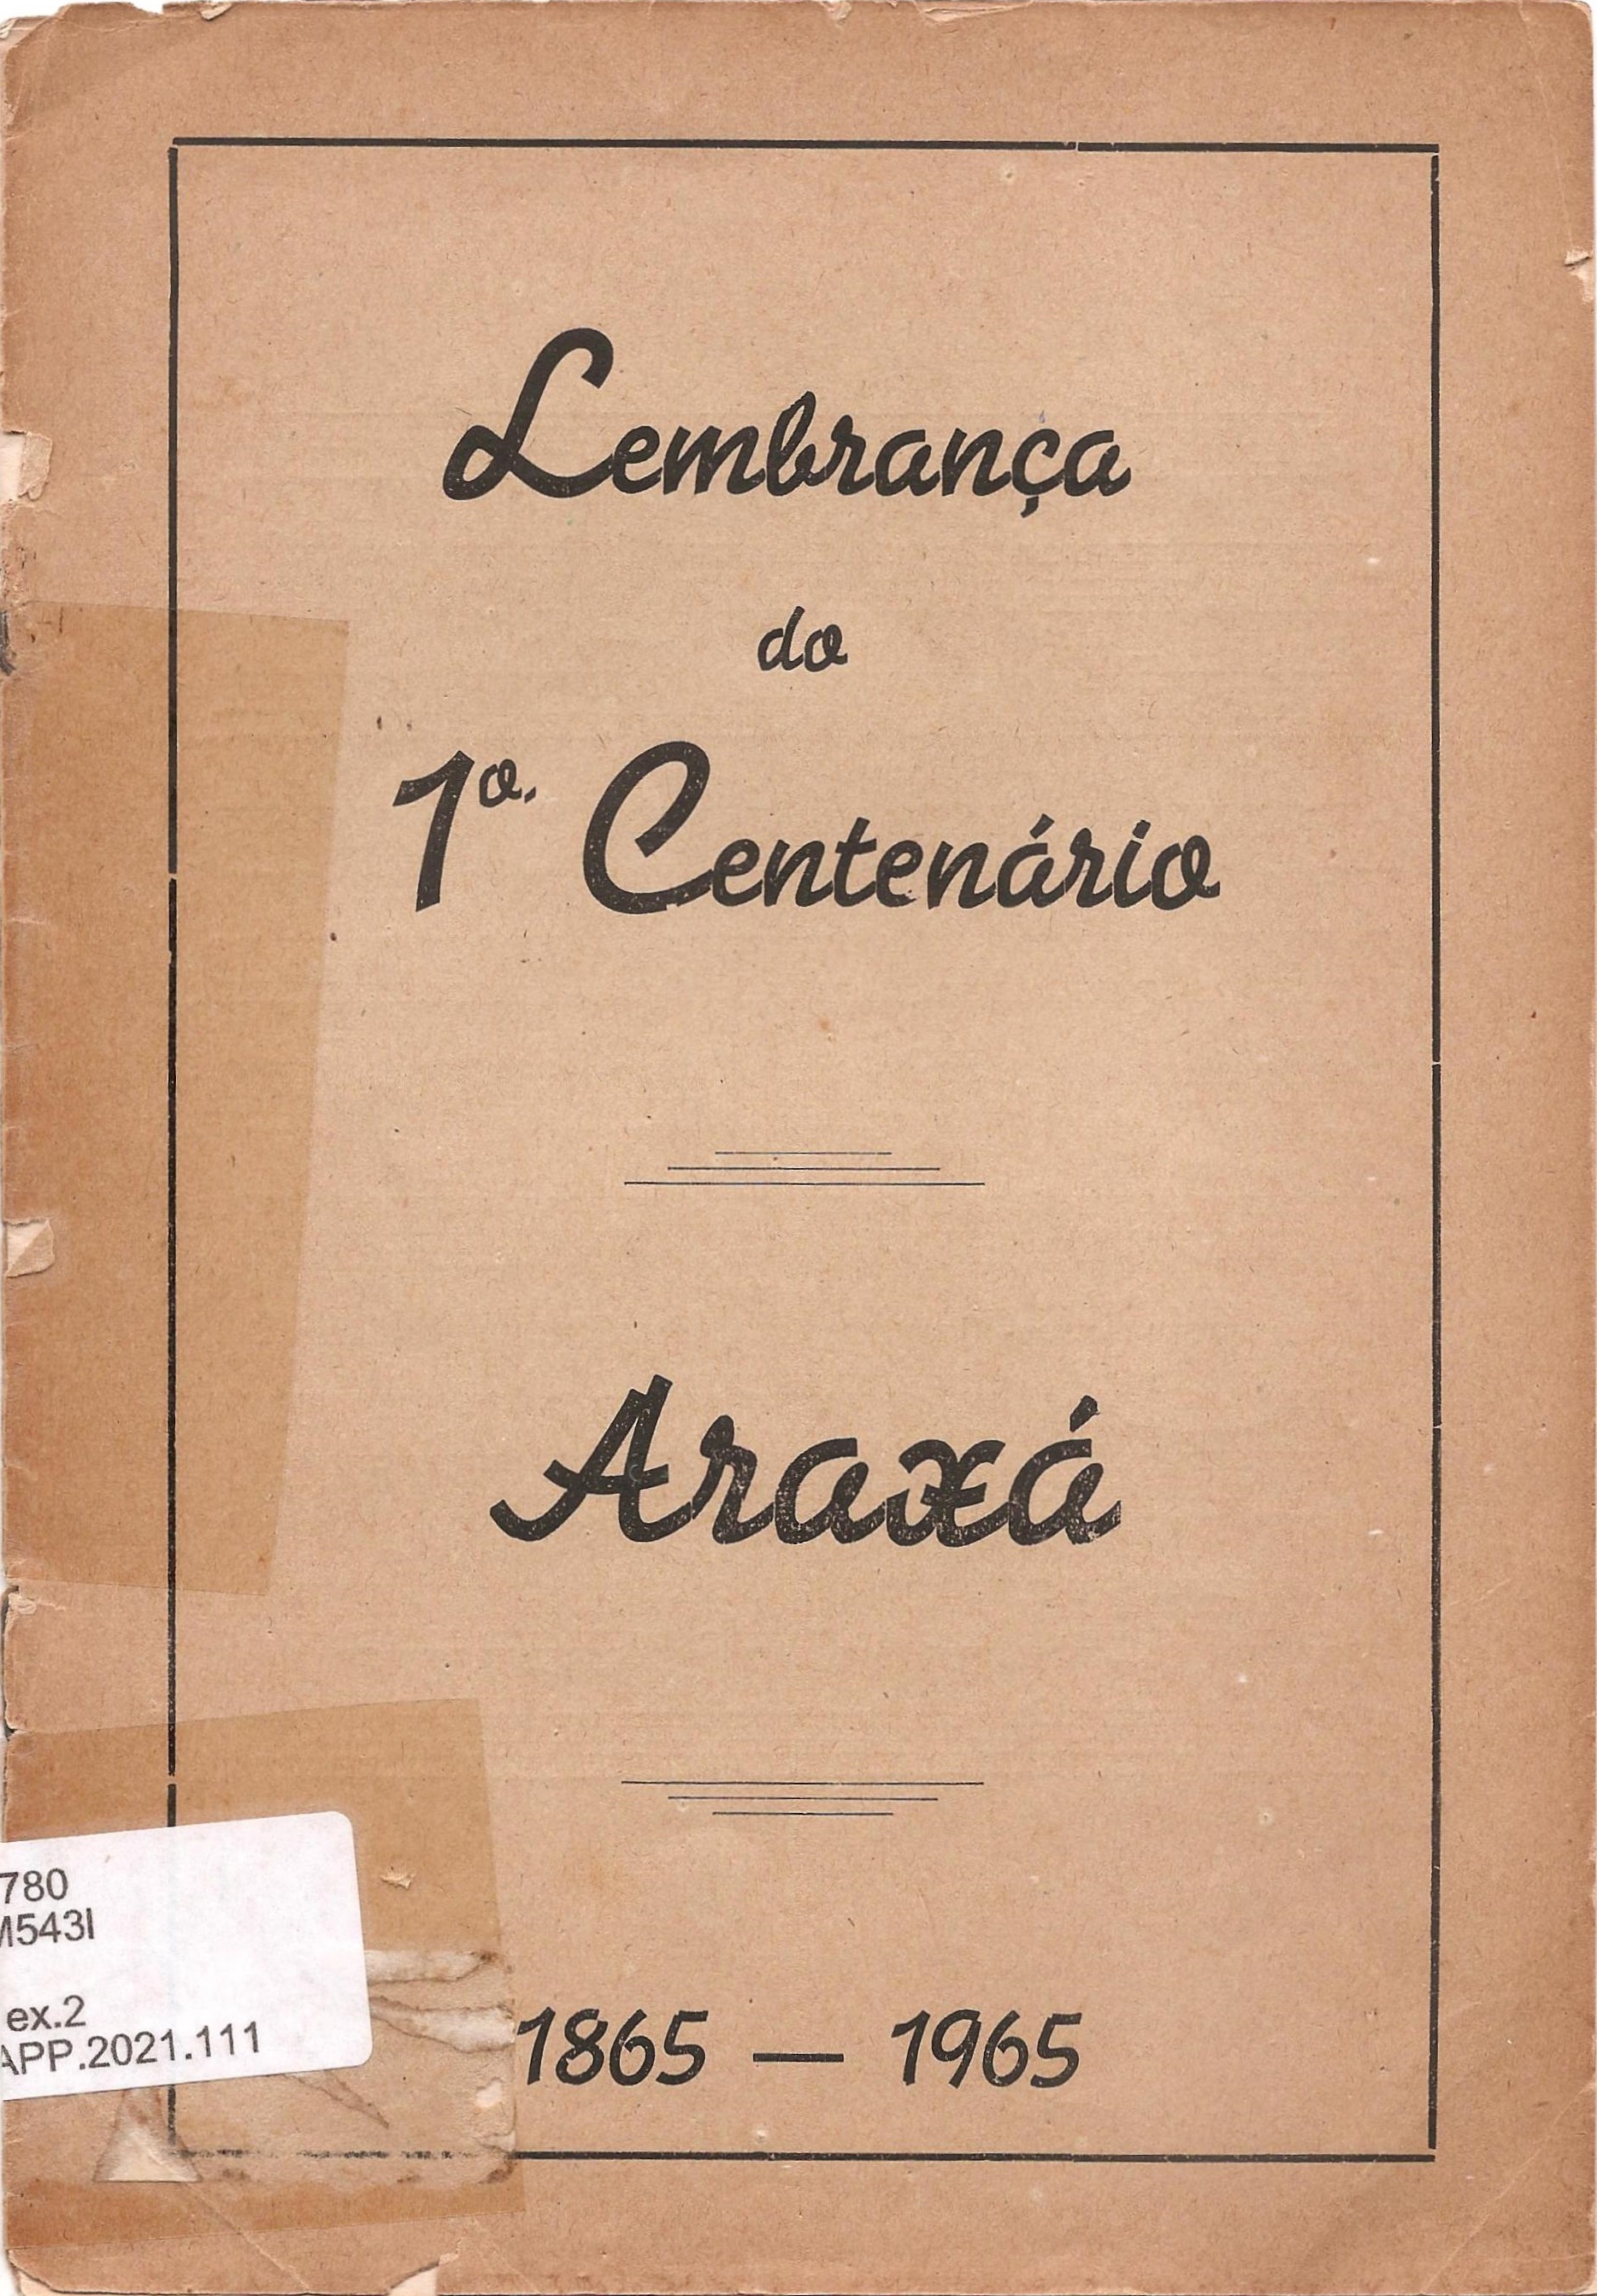 Lembrança
do
1º. Centenário
Araxá
780
M543l
ex.2
APP.2021.111
1865 — 1965